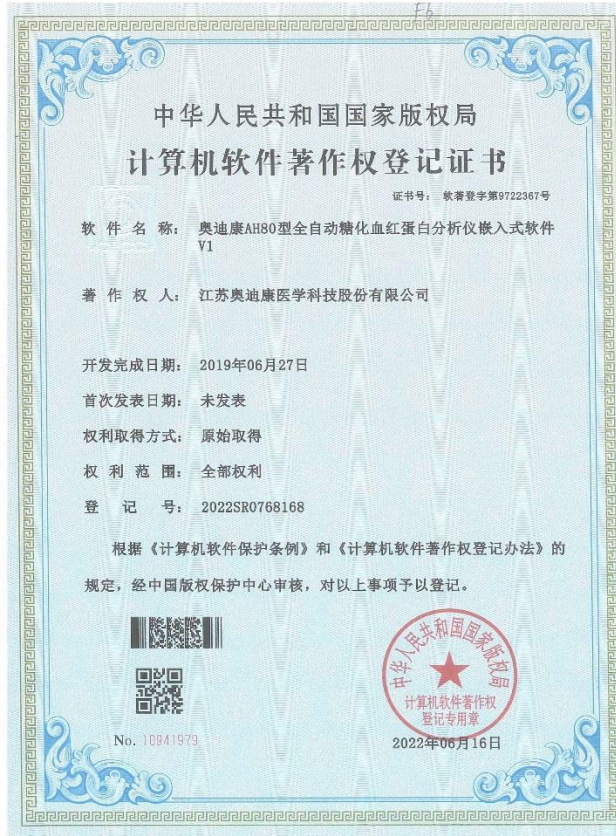 Fb
中华人民共和国国家版权局
计算机软件著作权登记证书
证书号： 软著登字第9722367号
软件名称： 奥迪康AH80型全自动糖化血红蛋白分析仪嵌入式软件
V1
著作权人： 江苏奥迪康医学科技股份有限公司
开发完成日期： 2019年06月27日
首次发表日期： 未发表
权利取得方式： 原始取得
权利范围： 全部权利
登记号： 2022SR0768168
根据《计算机软件保护条例》和《计算机软件著作权登记办法》的
规定，经中国版权保护中心审核，对以上事项予以登记。
中华人民共和国国家版权局
计算机软件著作权
登记专用章
No. 10941979
2022年06月16日